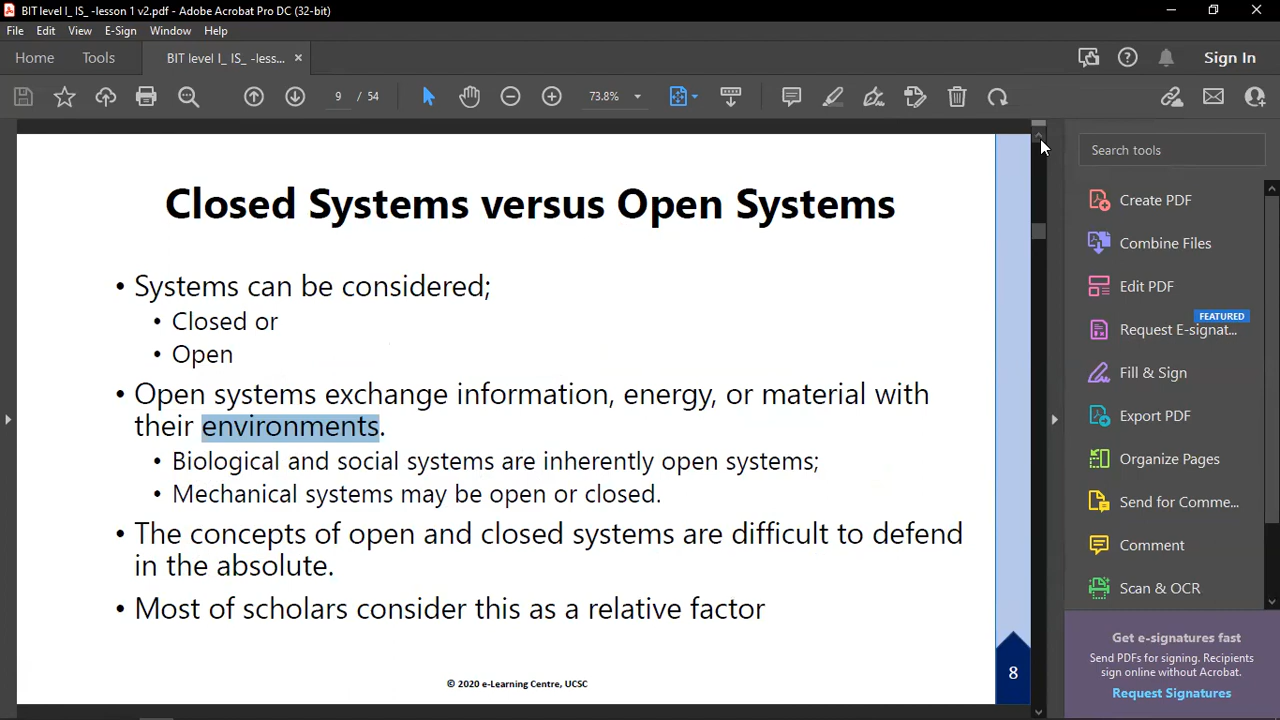 BIT level I_ IS_ -lesson 1 v2.pdf - Adobe Acrobat Pro DC (32-bit)
File Edit View E-Sign Window Help
Home Tools BIT level I_ IS_ -less... × Sign In
9 / 54 73.8%
Closed Systems versus Open Systems
• Systems can be considered;
• Closed or
• Open
• Open systems exchange information, energy, or material with
their environments.
• Biological and social systems are inherently open systems;
• Mechanical systems may be open or closed.
• The concepts of open and closed systems are difficult to defend
in the absolute.
• Most of scholars consider this as a relative factor
© 2020 e-Learning Centre, UCSC
8
Search tools
Create PDF
Combine Files
Edit PDF
FEATURED
Request E-signat...
Fill & Sign
Export PDF
Organize Pages
Send for Comme...
Comment
Scan & OCR
Get e-signatures fast
Send PDFs for signing. Recipients
sign online without Acrobat.
Request Signatures